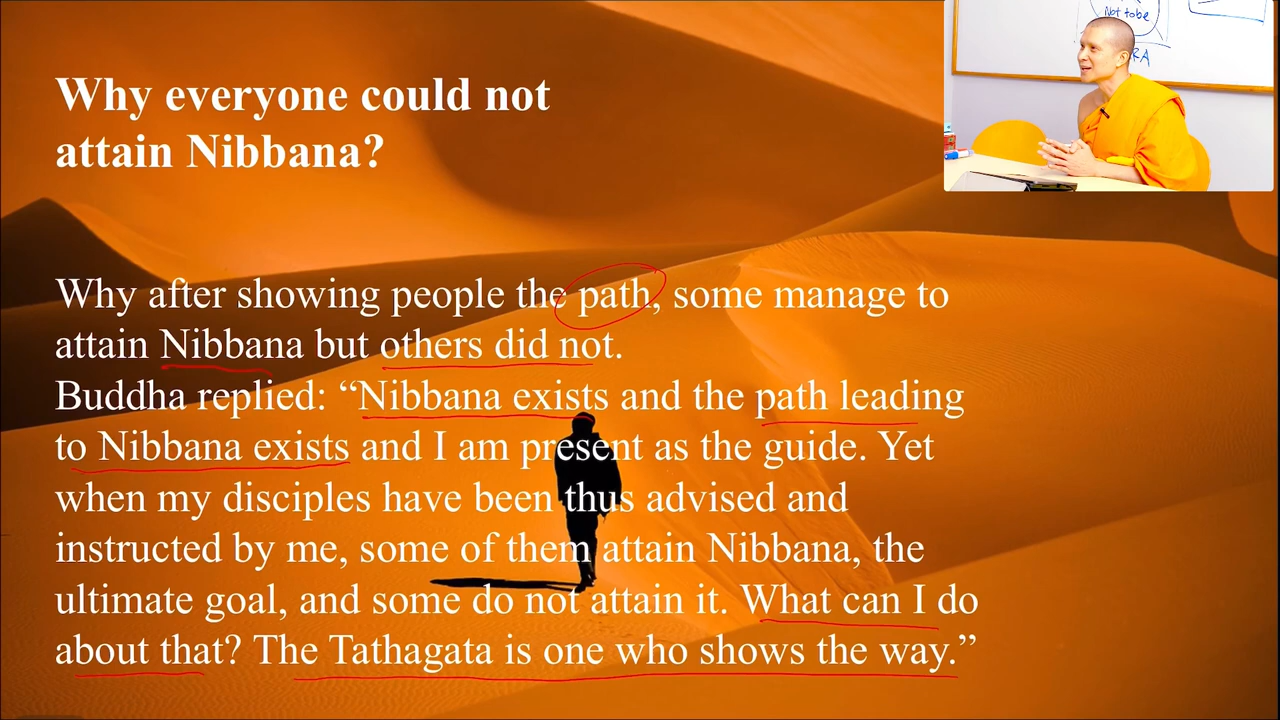 Not to be
RA
Why everyone could not
attain Nibbana?
Why after showing people the path, some manage to
attain Nibbana but others did not.
Buddha replied: “Nibbana exists and the path leading
to Nibbana exists and I am present as the guide. Yet
when my disciples have been thus advised and
instructed by me, some of them attain Nibbana, the
ultimate goal, and some do not attain it. What can I do
about that? The Tathagata is one who shows the way.”